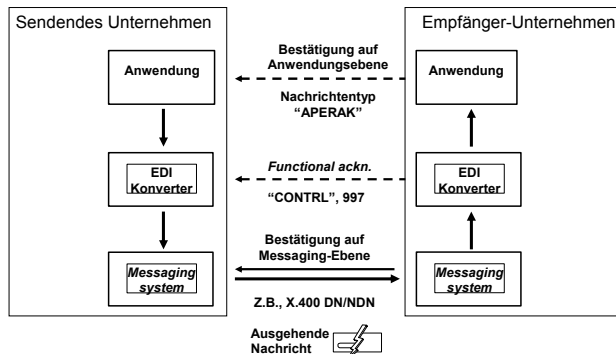 Sendendes Unternehmen
Empfänger-Unternehmen
Bestätigung auf
Anwendungsebene
Anwendung
Anwendung
Nachrichtentyp
“APERAK”
EDI
Konverter
Functional ackn.
EDI
Konverter
“CONTRL”, 997
Bestätigung auf
Messaging-Ebene
Messaging
system
Messaging
system
Z.B., X.400 DN/NDN
Ausgehende
Nachricht